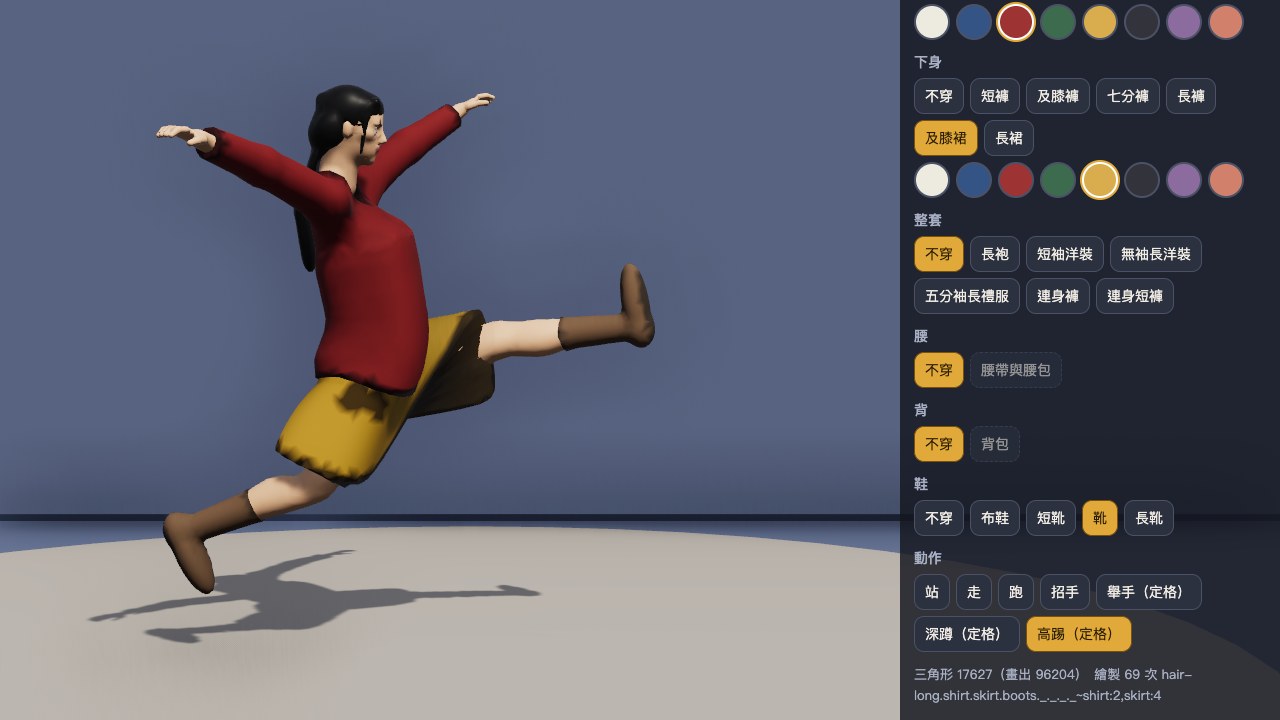 下身
不穿 短褲 及膝褲 七分褲 長褲
及膝裙 長裙
整套
不穿 長袍 短袖洋裝 無袖長洋裝
五分袖長禮服 連身褲 連身短褲
腰
不穿 腰帶與腰包
背
不穿 背包
鞋
不穿 布鞋 短靴 靴 長靴
動作
站 走 跑 招手 舉手（定格）
深蹲（定格） 高踢（定格）
三角形 17627（畫出 96204） 繪製 69 次 hair-
long.shirt.skirt.boots._._._._~shirt:2,skirt:4